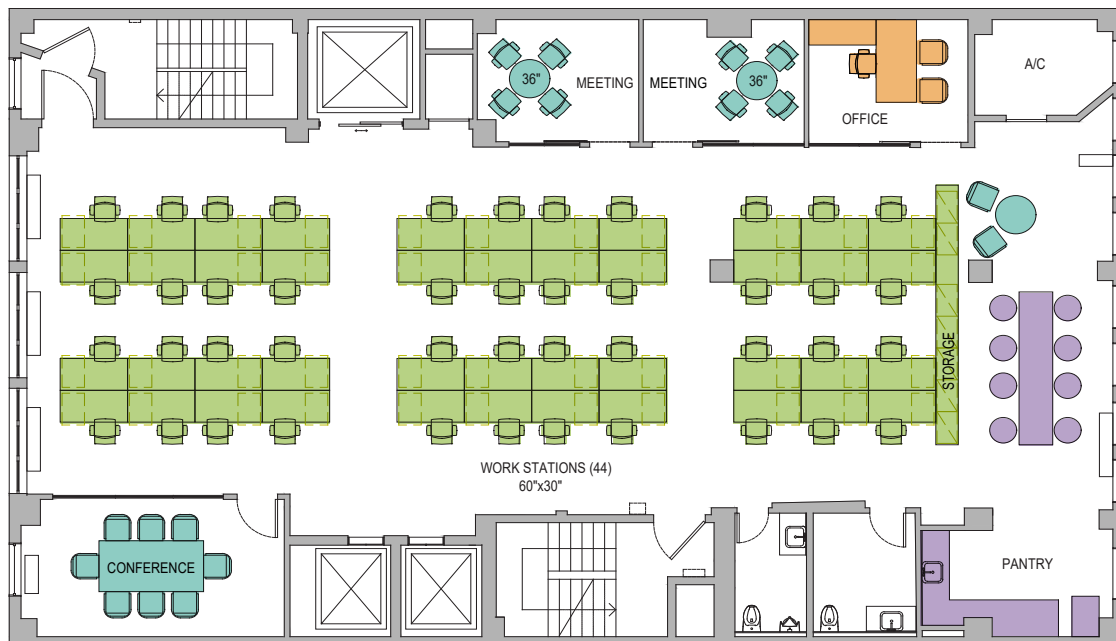 36"
MEETING
MEETING
36"
OFFICE
A/C
STORAGE
WORK STATIONS (44)
60"x30"
CONFERENCE
PANTRY